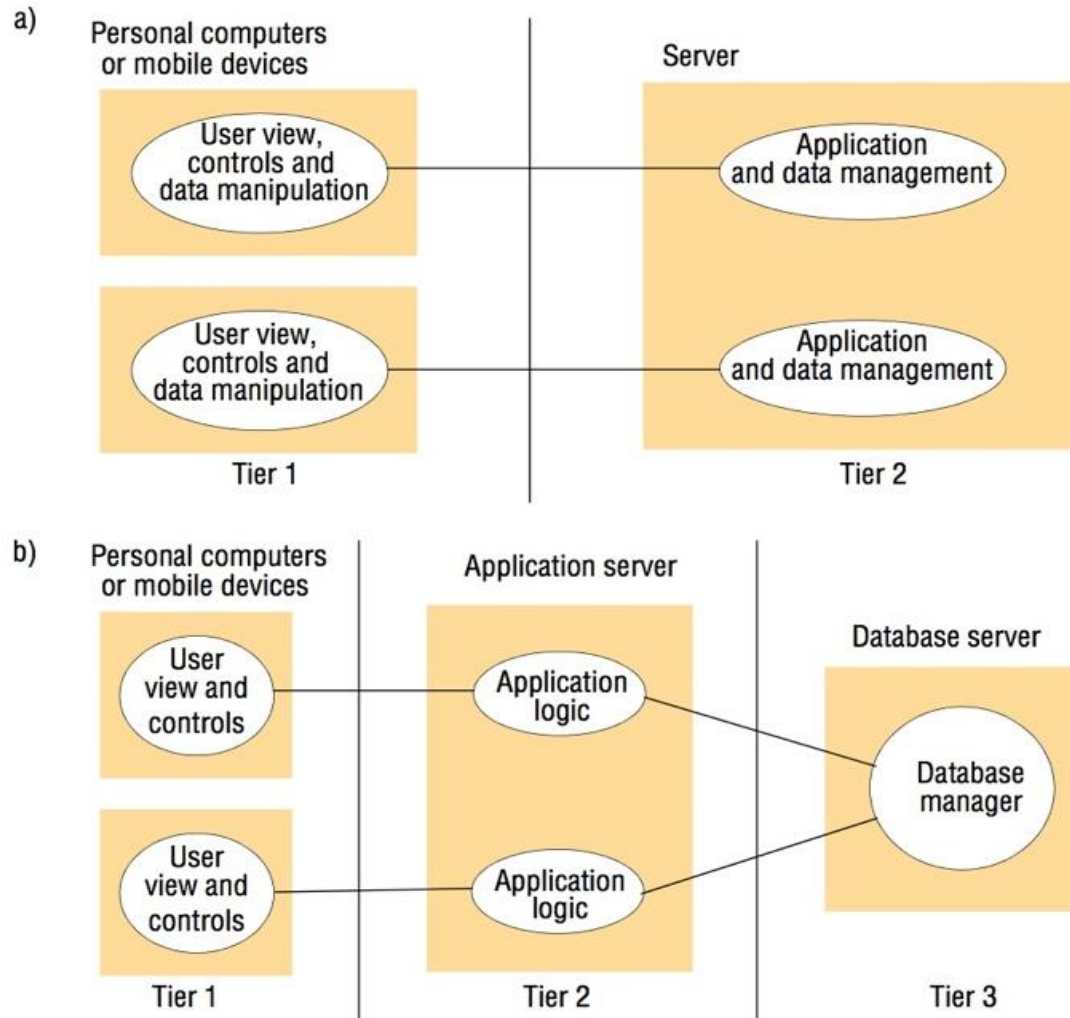 a)
Personal computers
or mobile devices
Server
User view,
controls and
data manipulation
Application
and data management
User view,
controls and
data manipulation
Application
and data management
Tier 1
Tier 2
b)
Personal computers
or mobile devices
Application server
Database server
User
view and
controls
Application
logic
Database
manager
User
view and
controls
Application
logic
Tier 1
Tier 2
Tier 3